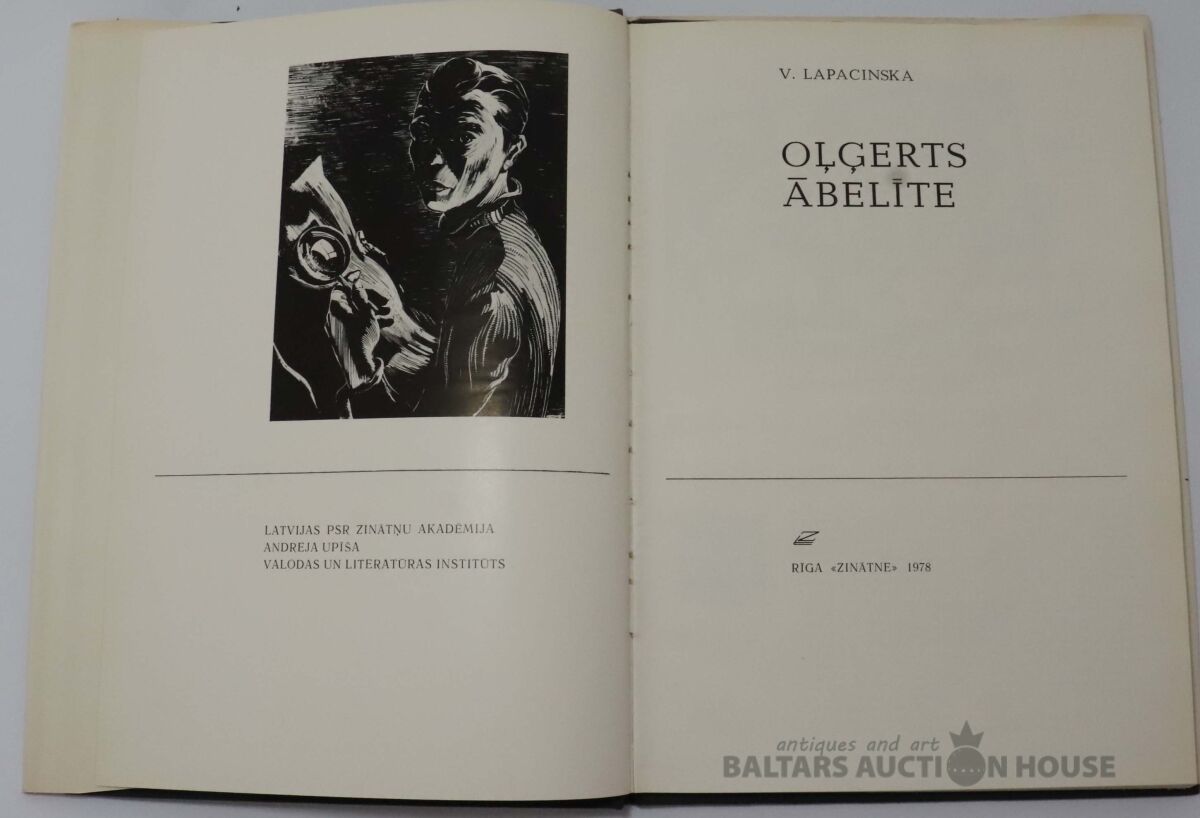 LATVIJAS PSR ZINĀTŅU AKADĒMIJA
ANDREJA UPĪŠA
VALODAS UN LITERATŪRAS INSTITŪTS
V. LAPACINSKA
OĻĢERTS
ĀBELĪTE
RĪGA «ZINĀTNE» 1978
antiques and art
BALTARS AUCTION HOUSE